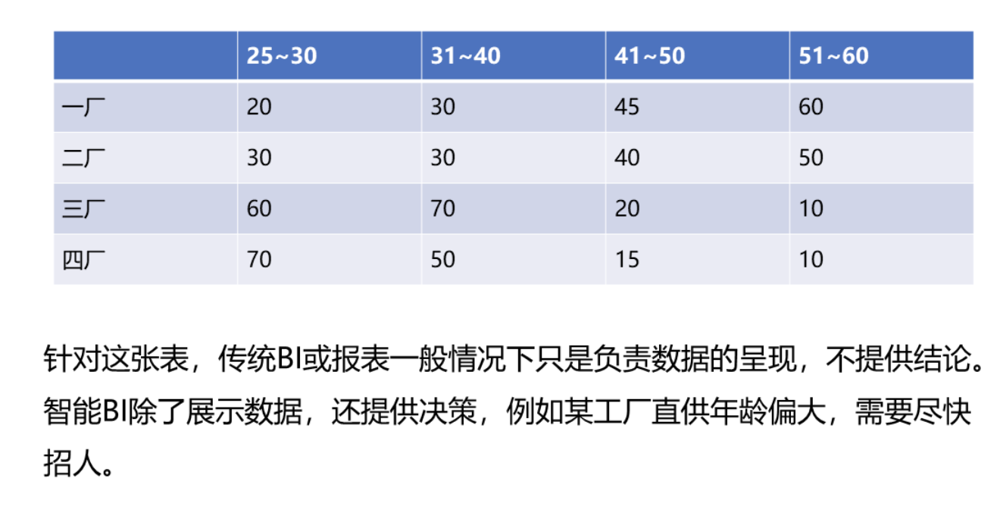 25~30 31~40 41~50 51~60
一厂 20 30 45 60
二厂 30 30 40 50
三厂 60 70 20 10
四厂 70 50 15 10
针对这张表，传统BI或报表一般情况下只是负责数据的呈现，不提供结论。
智能BI除了展示数据，还提供决策，例如某工厂直供年龄偏大，需要尽快
招人。